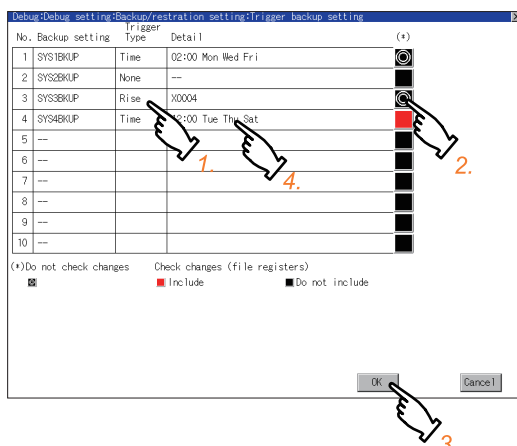 Debug:Debug setting:Backup/restration setting:Trigger backup setting
No. Backup setting Trigger Type Detail (*)
1 SYS1BKUP Time 02:00 Mon Wed Fri
2 SYS2BKUP None --
3 SYS3BKUP Rise X0004
4 SYS4BKUP Time 12:00 Tue Thu Sat
5 --
6 --
7 --
8 --
9 --
10 --
1.
2.
4.
(*)Do not check changes Check changes (file registers)
Include Do not include
OK Cancel
3.